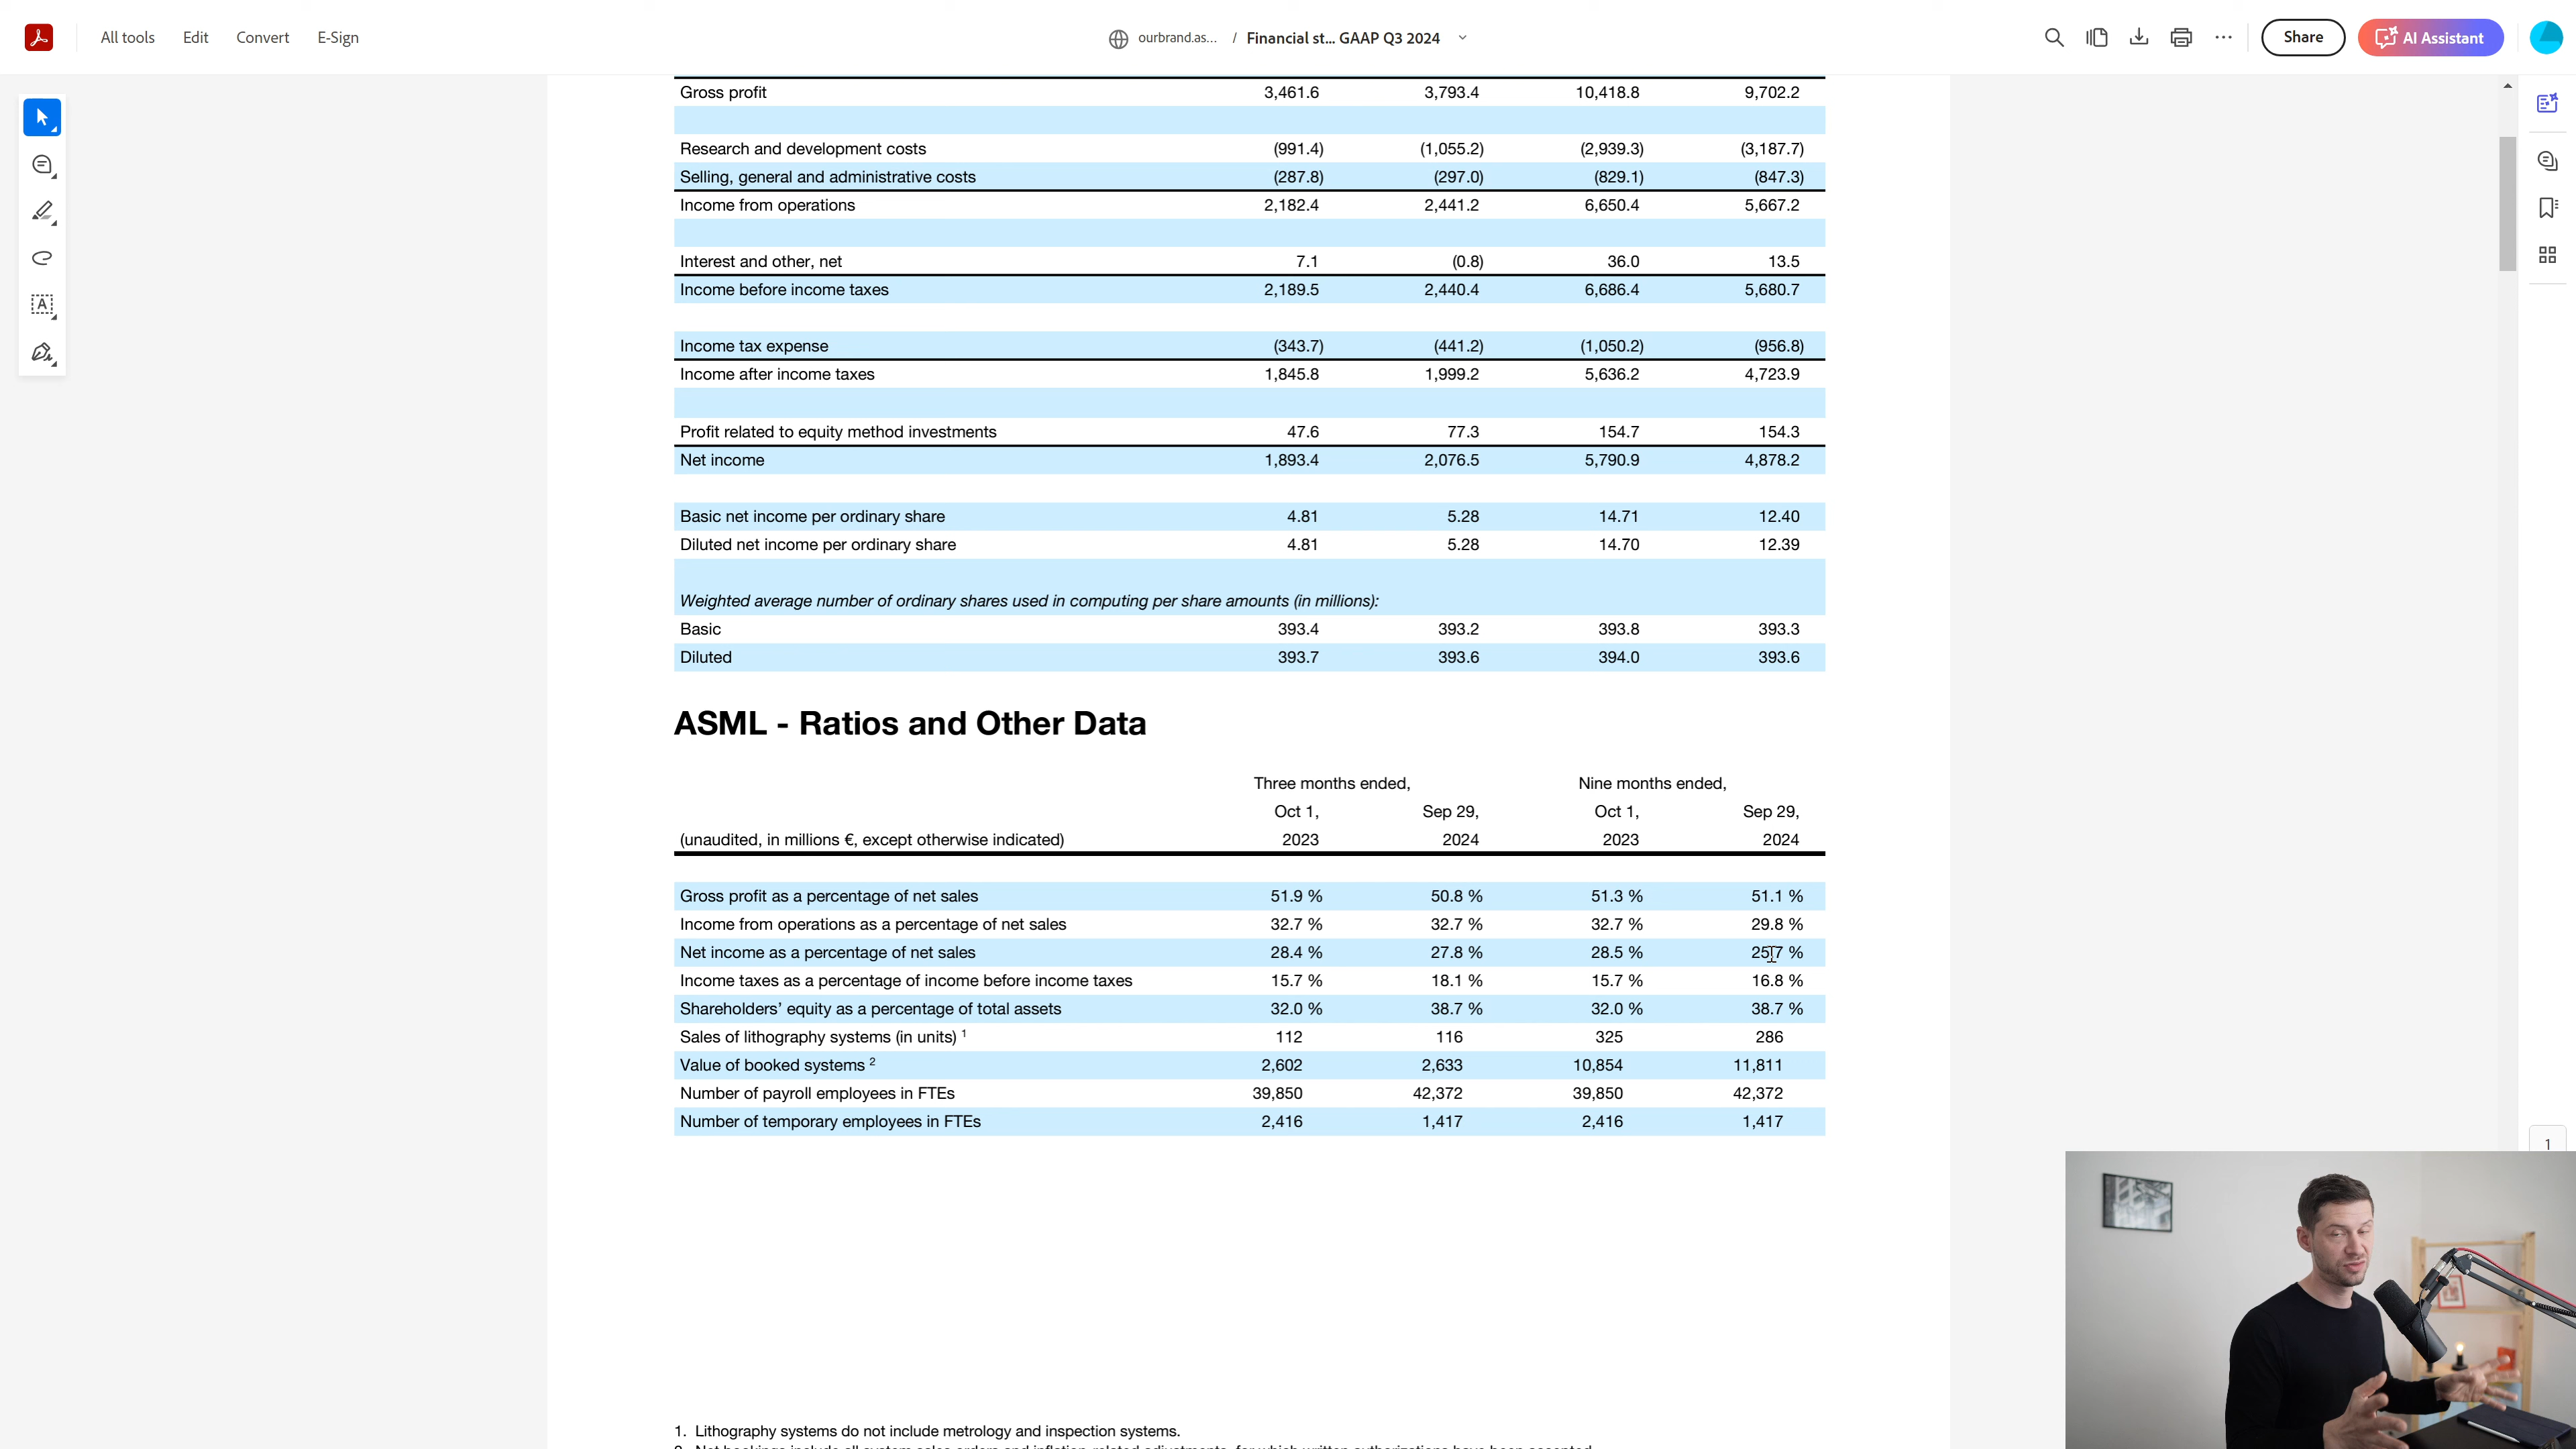 All tools Edit Convert E-Sign ourbrand.as... / Financial st... GAAP Q3 2024 Share AI Assistant
Gross profit 3,461.6 3,793.4 10,418.8 9,702.2
Research and development costs (991.4) (1,055.2) (2,939.3) (3,187.7)
Selling, general and administrative costs (287.8) (297.0) (829.1) (847.3)
Income from operations 2,182.4 2,441.2 6,650.4 5,667.2
Interest and other, net 7.1 (0.8) 36.0 13.5
Income before income taxes 2,189.5 2,440.4 6,686.4 5,680.7
Income tax expense (343.7) (441.2) (1,050.2) (956.8)
Income after income taxes 1,845.8 1,999.2 5,636.2 4,723.9
Profit related to equity method investments 47.6 77.3 154.7 154.3
Net income 1,893.4 2,076.5 5,790.9 4,878.2
Basic net income per ordinary share 4.81 5.28 14.71 12.40
Diluted net income per ordinary share 4.81 5.28 14.70 12.39
Weighted average number of ordinary shares used in computing per share amounts (in millions):
Basic 393.4 393.2 393.8 393.3
Diluted 393.7 393.6 394.0 393.6
ASML - Ratios and Other Data
Three months ended, Nine months ended,
Oct 1, Sep 29, Oct 1, Sep 29,
(unaudited, in millions €, except otherwise indicated) 2023 2024 2023 2024
Gross profit as a percentage of net sales 51.9 % 50.8 % 51.3 % 51.1 %
Income from operations as a percentage of net sales 32.7 % 32.7 % 32.7 % 29.8 %
Net income as a percentage of net sales 28.4 % 27.8 % 28.5 % 25.7 %
Income taxes as a percentage of income before income taxes 15.7 % 18.1 % 15.7 % 16.8 %
Shareholders’ equity as a percentage of total assets 32.0 % 38.7 % 32.0 % 38.7 %
Sales of lithography systems (in units) 1 112 116 325 286
Value of booked systems 2 2,602 2,633 10,854 11,811
Number of payroll employees in FTEs 39,850 42,372 39,850 42,372
Number of temporary employees in FTEs 2,416 1,417 2,416 1,417
1
1. Lithography systems do not include metrology and inspection systems.